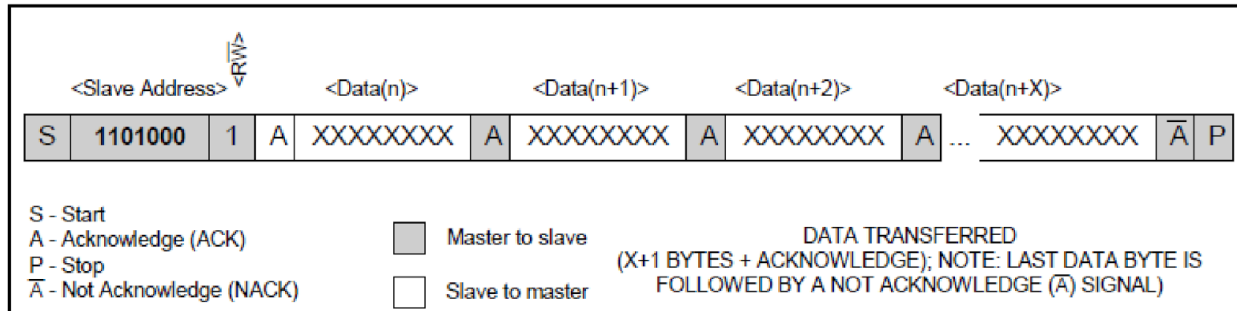 <RW̅>
<Slave Address> <Data(n)> <Data(n+1)> <Data(n+2)> <Data(n+X)>
S 1101000 1 A XXXXXXXX A XXXXXXXX A XXXXXXXX A ... XXXXXXXX A̅ P
S - Start
A - Acknowledge (ACK)
P - Stop
A̅ - Not Acknowledge (NACK)
Master to slave
Slave to master
DATA TRANSFERRED
(X+1 BYTES + ACKNOWLEDGE); NOTE: LAST DATA BYTE IS
FOLLOWED BY A NOT ACKNOWLEDGE (A̅) SIGNAL)